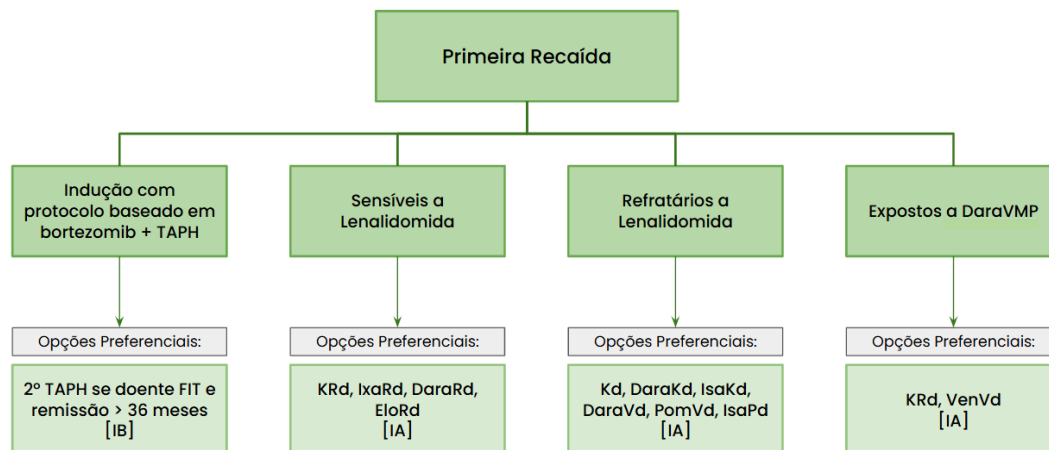 Primeira Recaída
Indução com
protocolo baseado em
bortezomib + TAPH
Sensíveis a
Lenalidomida
Refratários a
Lenalidomida
Expostos a DaraVMP
Opções Preferenciais:
Opções Preferenciais:
Opções Preferenciais:
Opções Preferenciais:
2º TAPH se doente FIT e
remissão > 36 meses
[IB]
KRd, IxaRd, DaraRd,
EloRd
[IA]
Kd, DaraKd, IsaKd,
DaraVd, PomVd, IsaPd
[IA]
KRd, VenVd
[IA]